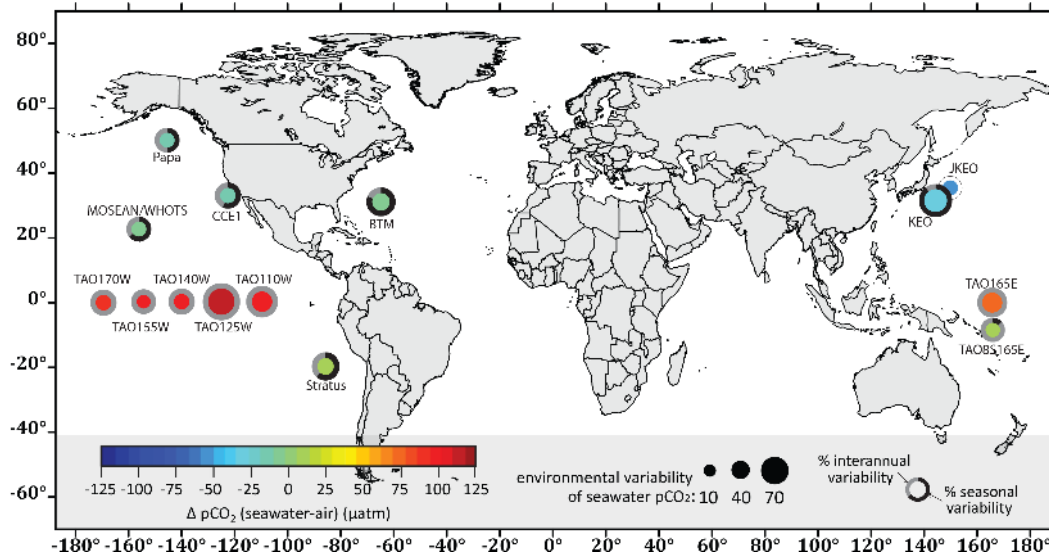 80°
60°
40°
20°
0°
-20°
-40°
-60°
Papa
CCE1
MOSEAN/WHOTS
BTM
JKEO
KEO
TAO170W TAO140W TAO110W
TAO155W TAO125W
TAO165E
TAO8S165E
Stratus
-125 -100 -75 -50 -25 0 25 50 75 100 125
Δ pCO₂ (seawater-air) (µatm)
environmental variability
of seawater pCO₂: 10 40 70
% interannual
variability
% seasonal
variability
-180 -160 -140 -120 -100 -80 -60 -40 -20 0 20 40 60 80 100 120 140 160 180